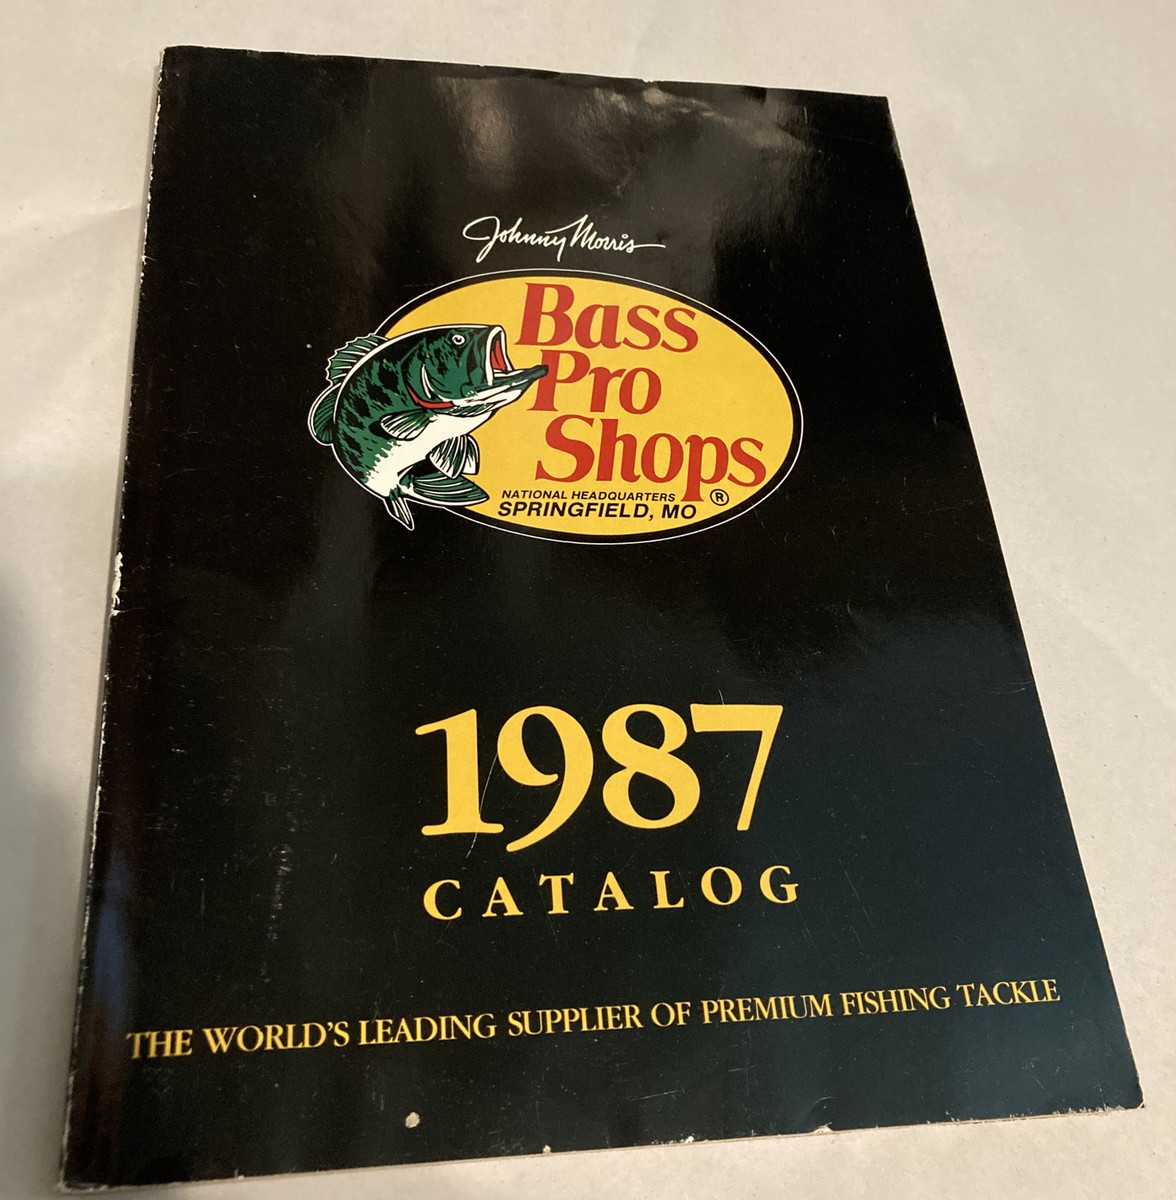 Johnny Morris
Bass
Pro
Shops
NATIONAL HEADQUARTERS
SPRINGFIELD, MO ®
1987
CATALOG
THE WORLD'S LEADING SUPPLIER OF PREMIUM FISHING TACKLE